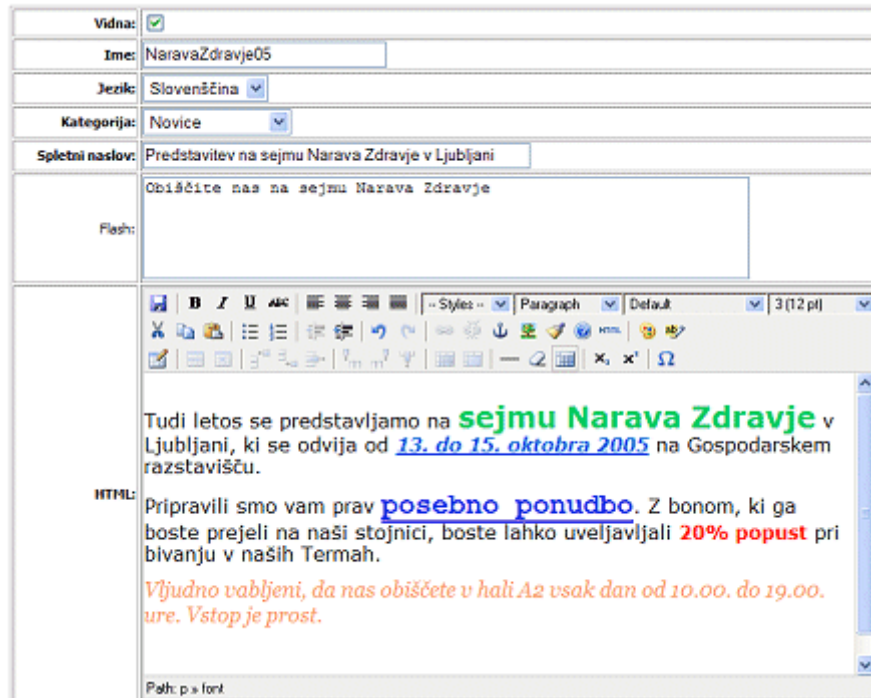 Vidna:
Ime: NaravaZdravje05
Jezik: Slovenščina
Kategorija: Novice
Spletni naslov: Predstavitev na sejmu Narava Zdravje v Ljubljani
Flash: Obiščite nas na sejmu Narava Zdravje
HTML:
B I U ABC -- Styles -- Paragraph Default 3 (12 pt)
HTML
x, x² Ω
Tudi letos se predstavljamo na sejmu Narava Zdravje v
Ljubljani, ki se odvija od 13. do 15. oktobra 2005 na Gospodarskem
razstavišču.
Pripravili smo vam prav posebno ponudbo. Z bonom, ki ga
boste prejeli na naši stojnici, boste lahko uveljavljali 20% popust pri
bivanju v naših Termah.
Vljudno vabljeni, da nas obiščete v hali A2 vsak dan od 10.00. do 19.00.
ure. Vstop je prost.
Path: p » font